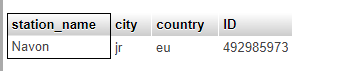 station_name city country ID
Navon jr eu 492985973